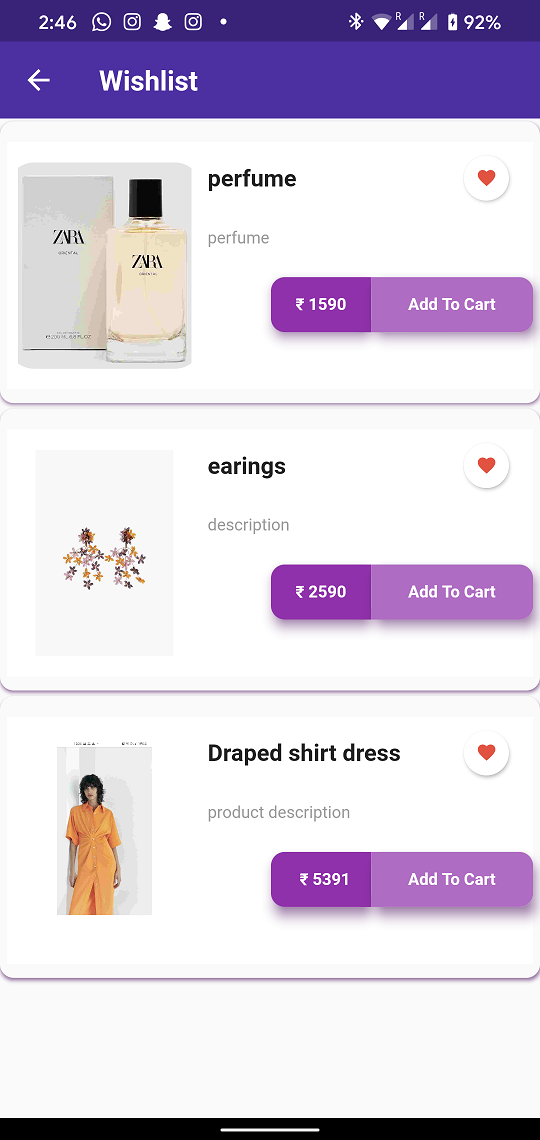 2:46
R R 92%
Wishlist
ZARA
ORIENTAL
ZARA
ORIENTAL
perfume
perfume
₹ 1590 Add To Cart
earings
description
₹ 2590 Add To Cart
Draped shirt dress
product description
₹ 5391 Add To Cart